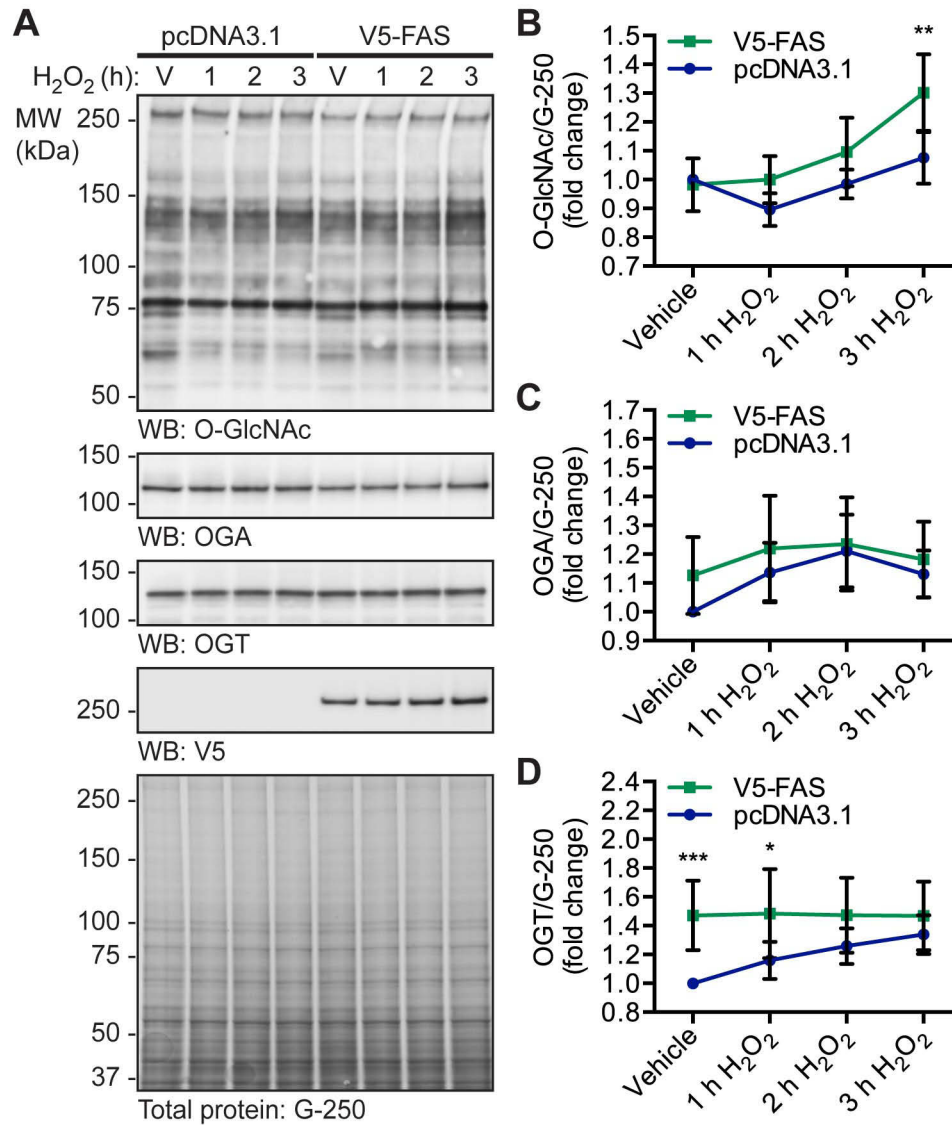 A
pcDNA3.1 V5-FAS
H₂O₂ (h): V 1 2 3 V 1 2 3
MW
(kDa)
250
150
100
75
50
WB: O-GlcNAc
150
100
WB: OGA
150
100
WB: OGT
250
WB: V5
250
150
100
75
50
37
Total protein: G-250
B
V5-FAS
pcDNA3.1
**
O-GlcNAc/G-250
(fold change)
1.5
1.4
1.3
1.2
1.1
1.0
0.9
0.8
0.7
Vehicle
1 h H₂O₂
2 h H₂O₂
3 h H₂O₂
C
V5-FAS
pcDNA3.1
OGA/G-250
(fold change)
1.7
1.6
1.5
1.4
1.3
1.2
1.1
1.0
0.9
Vehicle
1 h H₂O₂
2 h H₂O₂
3 h H₂O₂
D
V5-FAS
pcDNA3.1
*** *
OGT/G-250
(fold change)
2.4
2.2
2.0
1.8
1.6
1.4
1.2
1.0
0.8
Vehicle
1 h H₂O₂
2 h H₂O₂
3 h H₂O₂